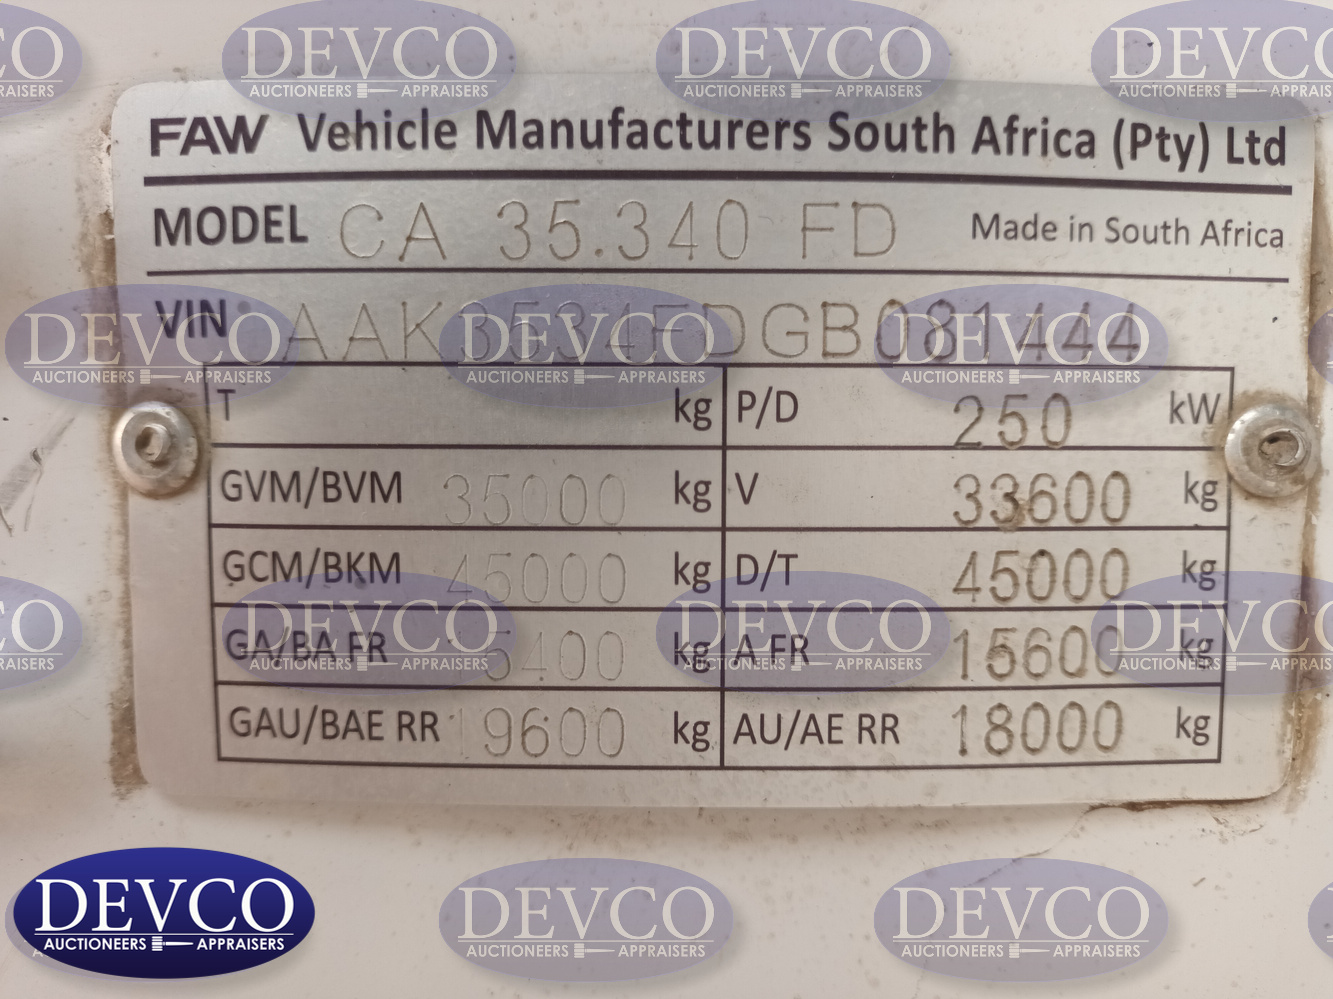 FAW Vehicle Manufacturers South Africa (Pty) Ltd
MODEL CA 35.340 FD Made in South Africa
VIN AAK3534FDGB081444
T kg P/D 250 kW
GVM/BVM 35000 kg V 33600 kg
GCM/BKM 45000 kg D/T 45000 kg
GA/BA FR 15400 kg A FR 15600 kg
GAU/BAE RR 19600 kg AU/AE RR 18000 kg
DEVCO
AUCTIONEERS APPRAISERS